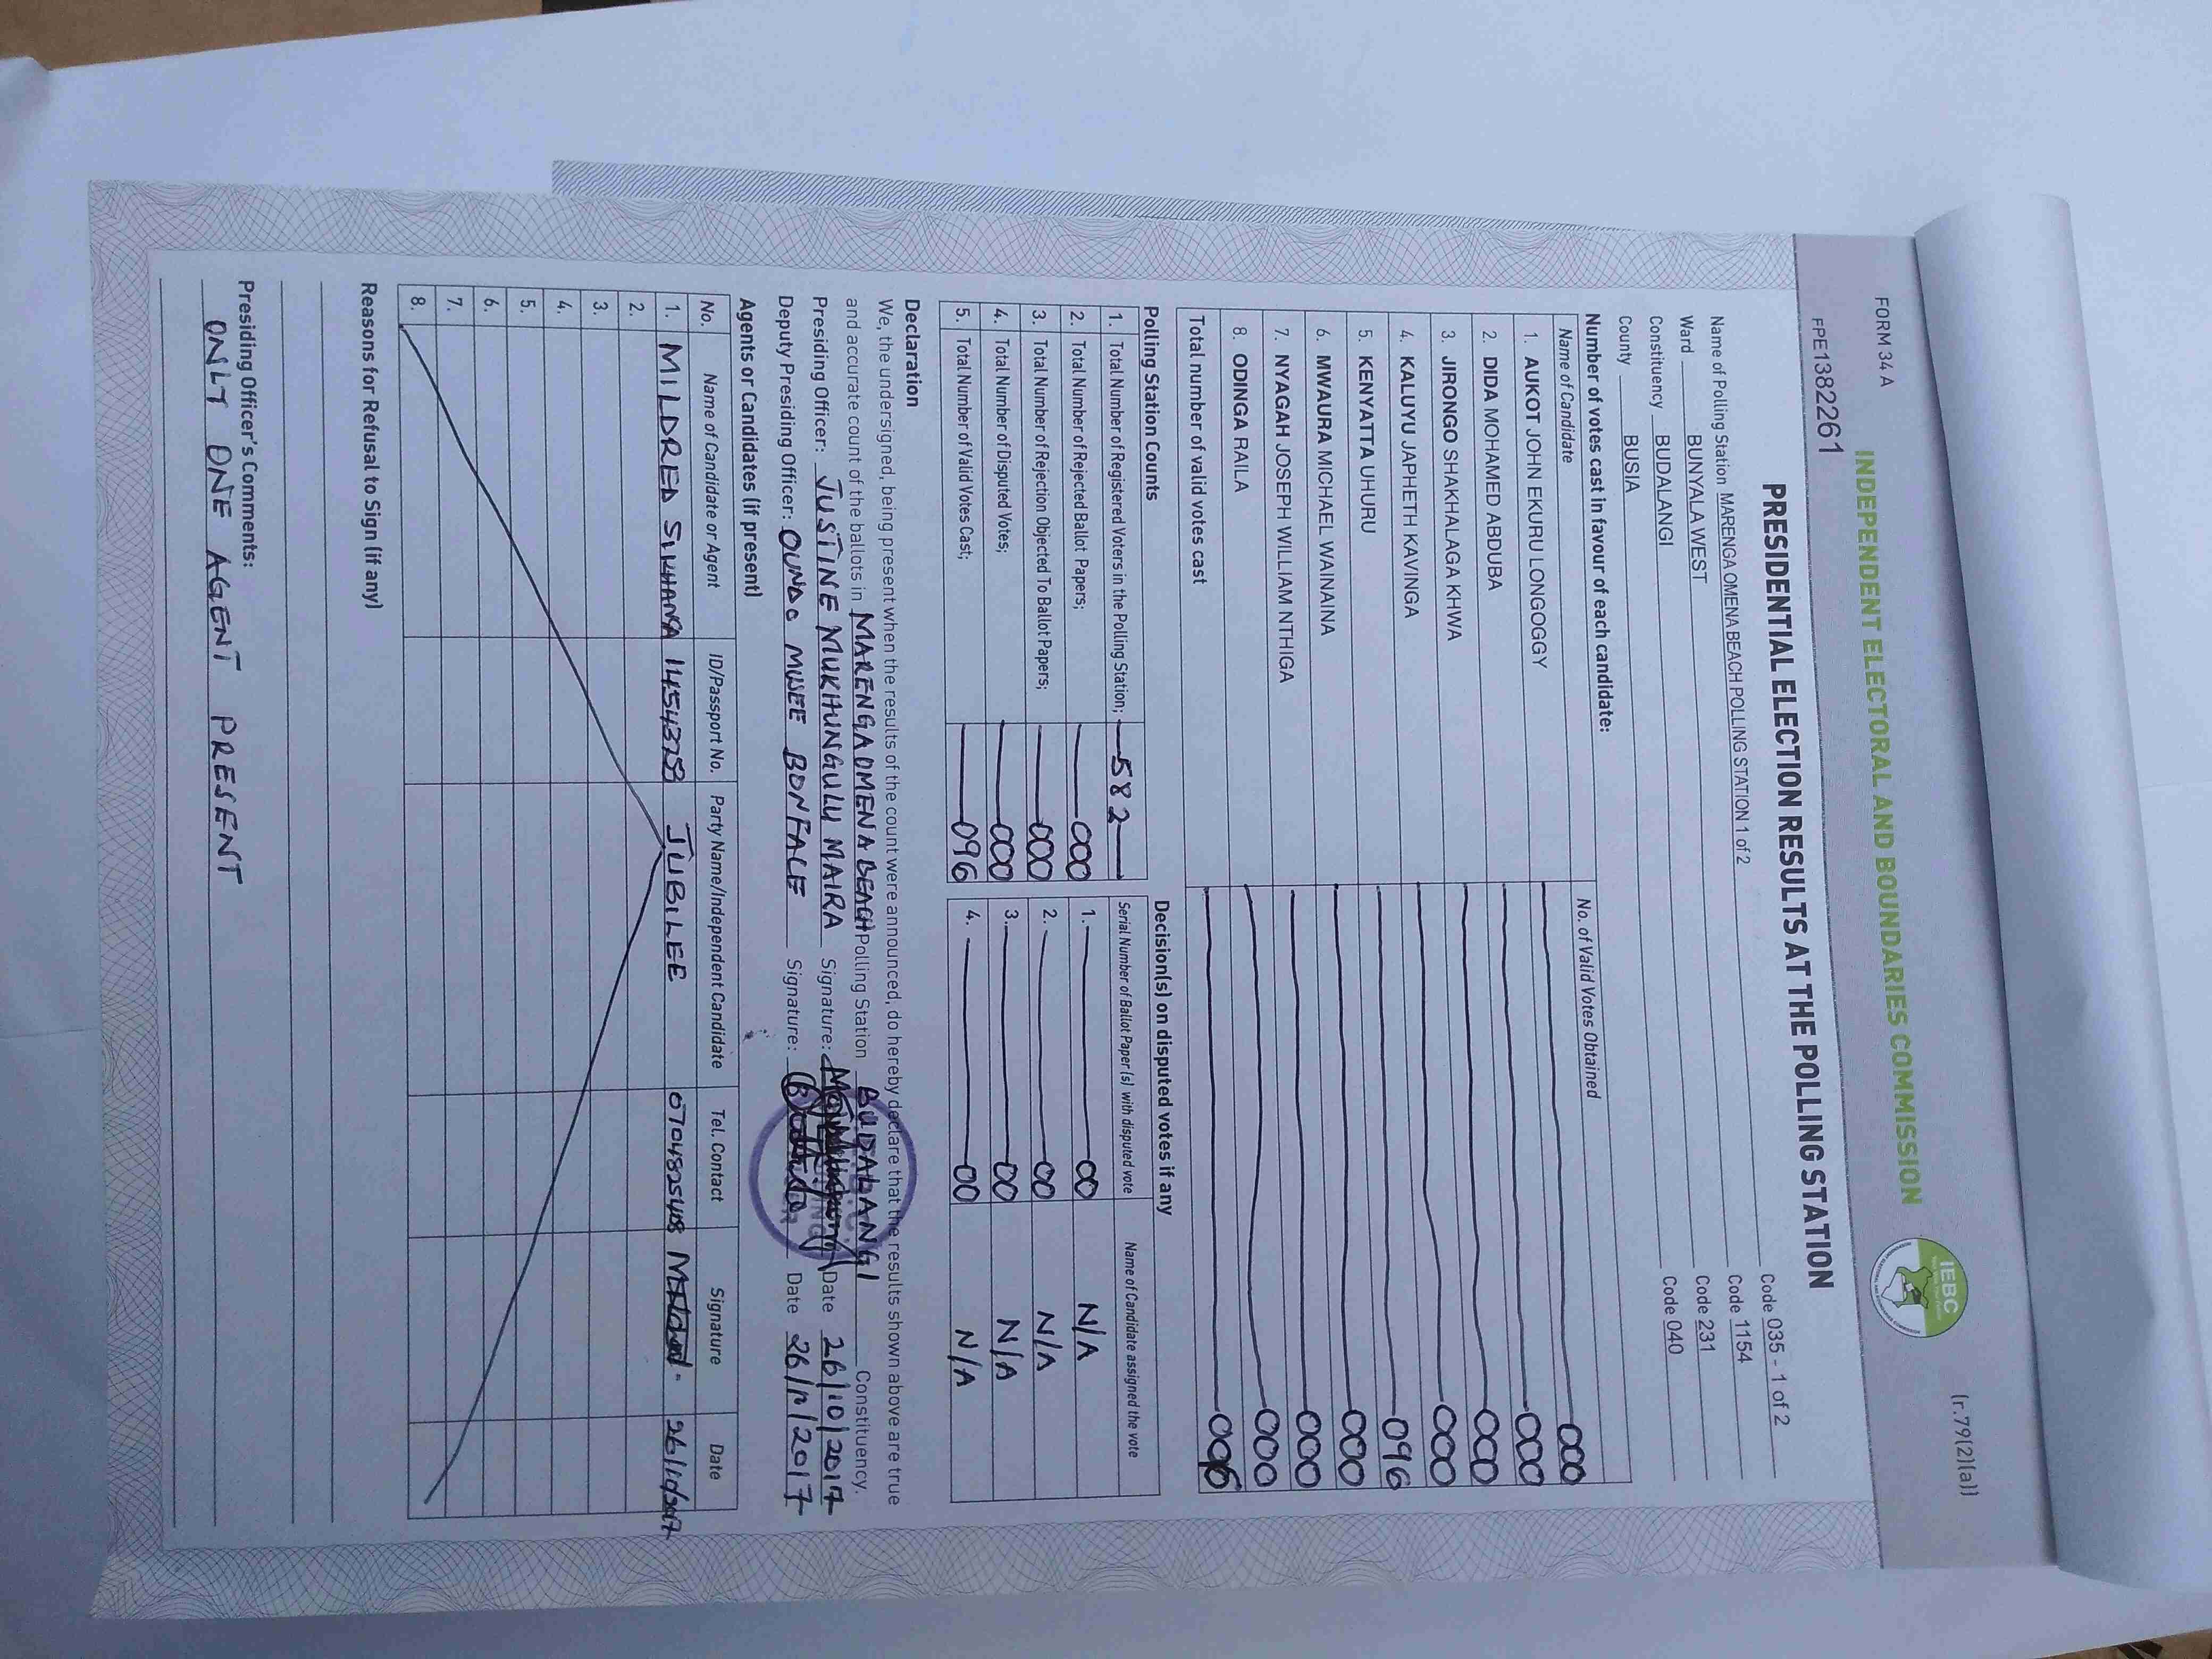 FORM 34 A
(r.79(2)(a))
INDEPENDENT ELECTORAL AND BOUNDARIES COMMISSION
IEBC
FPE1382261
PRESIDENTIAL ELECTION RESULTS AT THE POLLING STATION
Name of Polling Station MARENGA OMENA BEACH POLLING STATION 1 of 2 Code 035 - 1 of 2
Ward BUNYALA WEST Code 1154
Constituency BUDALANGI Code 231
County BUSIA Code 040
Number of votes cast in favour of each candidate:
Name of Candidate No. of Valid Votes Obtained
1. AUKOT JOHN EKURU LONGOGGY 000
2. DIDA MOHAMED ABDUBA 000
3. JIRONGO SHAKHALAGA KHWA 000
4. KALUYU JAPHETH KAVINGA 000
5. KENYATTA UHURU 096
6. MWAURA MICHAEL WAINAINA 000
7. NYAGAH JOSEPH WILLIAM NTHIGA 000
8. ODINGA RAILA 000
Total number of valid votes cast
Polling Station Counts
1. Total Number of Registered Voters in the Polling Station; 582
2. Total Number of Rejected Ballot Papers; 000
3. Total Number of Rejection Objected To Ballot Papers; 000
4. Total Number of Disputed Votes; 000
5. Total Number of Valid Votes Cast; 096
Decision(s) on disputed votes if any
Serial Number of Ballot Paper (s) with disputed vote Name of Candidate assigned the vote
1. 00 N/A
2. 00 N/A
3. 00 N/A
4. 00 N/A
Declaration
We, the undersigned, being present when the results of the count were announced, do hereby declare that the results shown above are true
and accurate count of the ballots in MARENGA OMENA BEACH Polling Station BUDALANGI Constituency.
Presiding Officer: JUSTINE MUKHUNGULU MAIRA Signature: Date 26/10/2017
Deputy Presiding Officer: OUNDO MUSEE BONFACE Signature: Date 26/10/2017
Agents or Candidates (if present)
No. Name of Candidate or Agent ID/Passport No. Party Name/Independent Candidate Tel. Contact Signature Date
1. MILDRED JUBILEE 0704825408 26/10/2017
2.
3.
4.
5.
6.
7.
8.
Reasons for Refusal to Sign (if any)
Presiding Officer's Comments:
ONLY ONE AGENT PRESENT